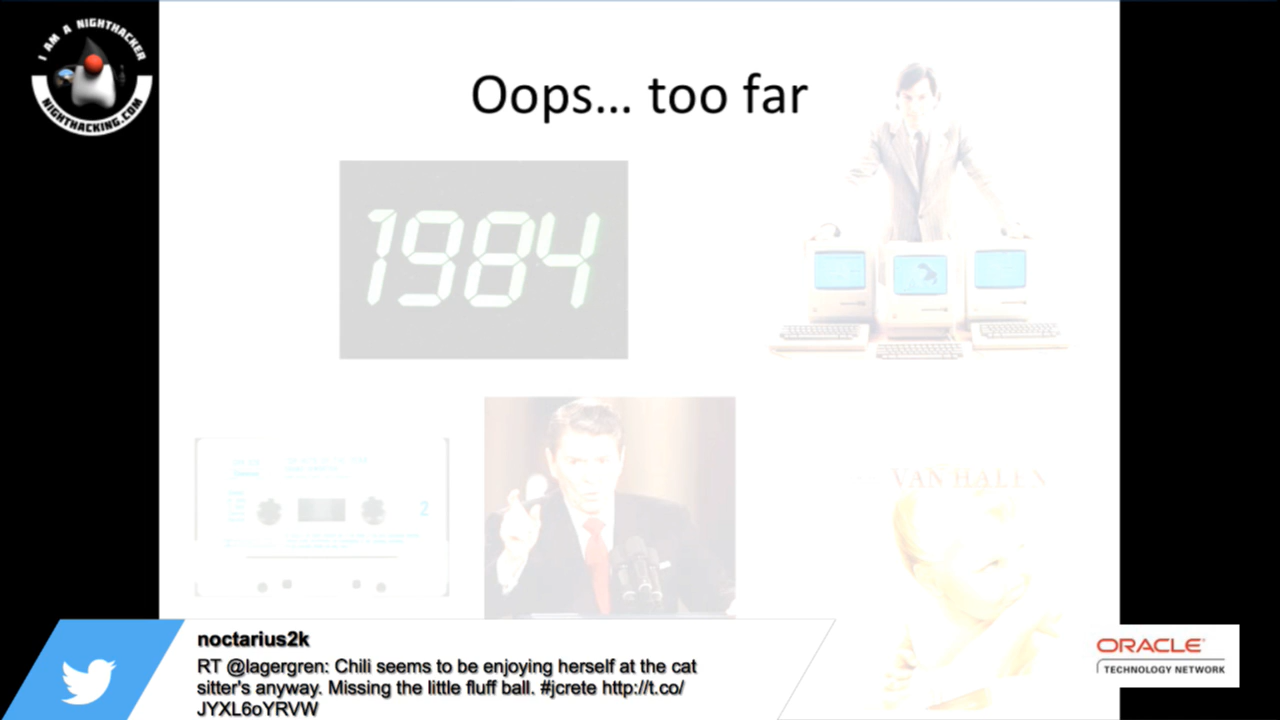 I AM A NIGHTHACKER
NIGHTHACKING.COM
Oops... too far
1984
2
VAN HALEN
noctarius2k
RT @lagergren: Chili seems to be enjoying herself at the cat
sitter's anyway. Missing the little fluff ball. #jcrete http://t.co/
JYXL6oYRVW
ORACLE
TECHNOLOGY NETWORK